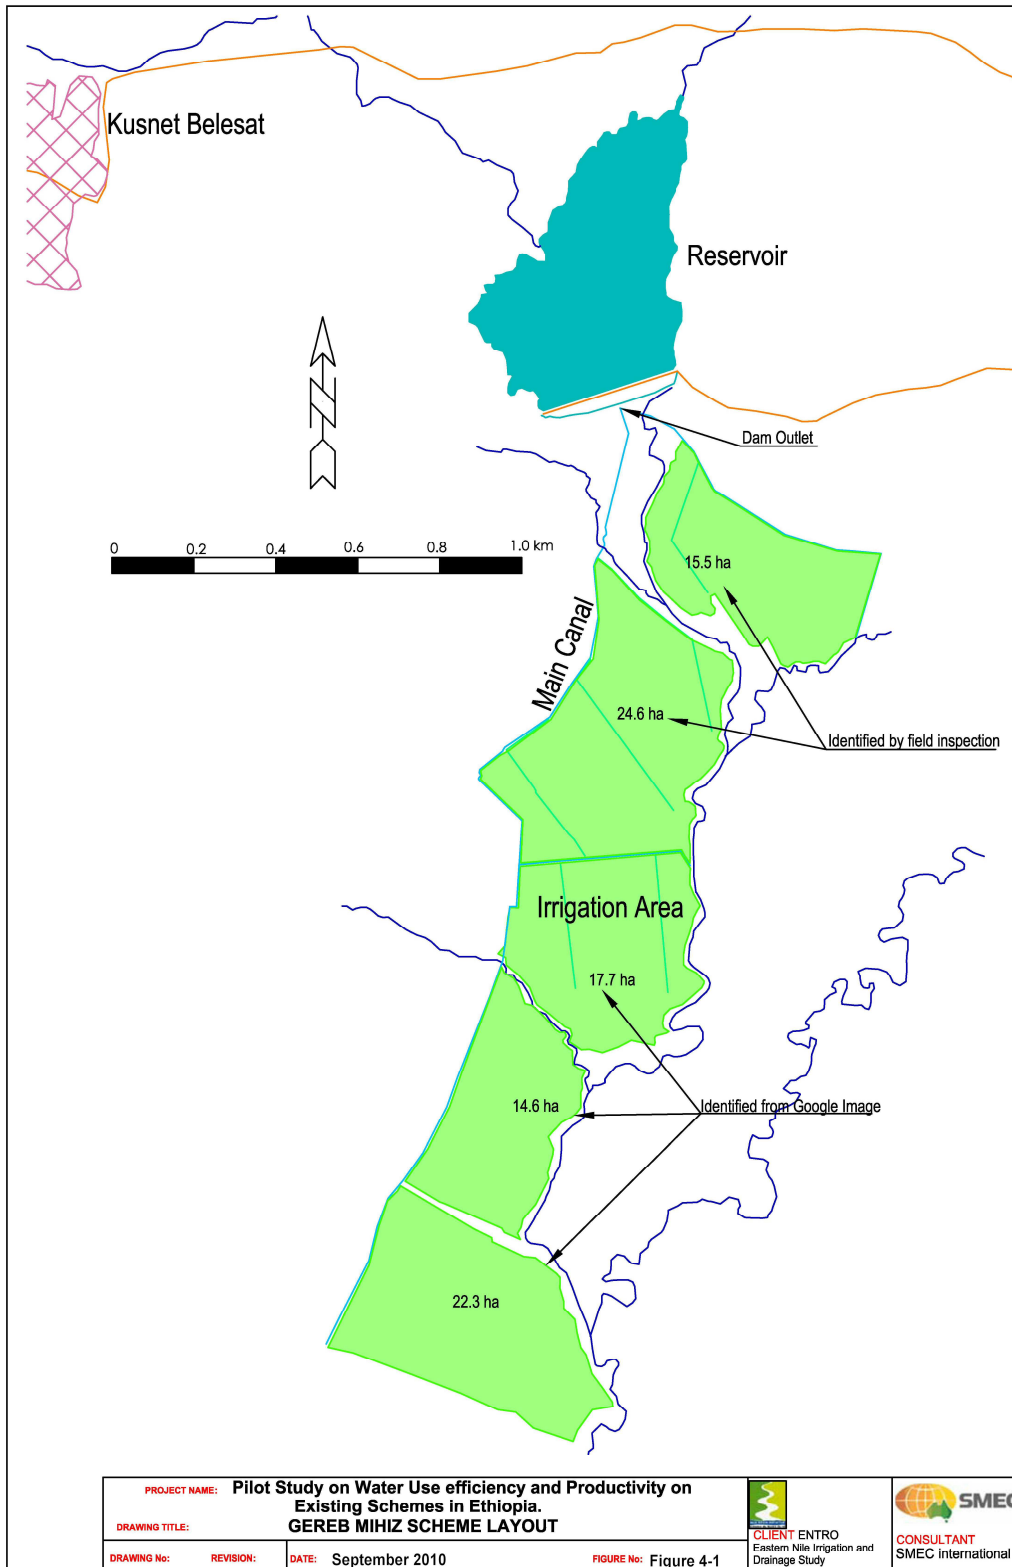 Kusnet Belesat
Reservoir
Dam Outlet
0 0.2 0.4 0.6 0.8 1.0 km
15.5 ha
Main Canal
24.6 ha
Identified by field inspection
Irrigation Area
17.7 ha
14.6 ha
Identified from Google Image
22.3 ha
PROJECT NAME: Pilot Study on Water Use efficiency and Productivity on
Existing Schemes in Ethiopia.
DRAWING TITLE: GEREB MIHIZ SCHEME LAYOUT
DRAWING No: REVISION: DATE: September 2010 FIGURE No: Figure 4-1
CLIENT ENTRO
Eastern Nile Irrigation and
Drainage Study
SMEC
CONSULTANT
SMEC international